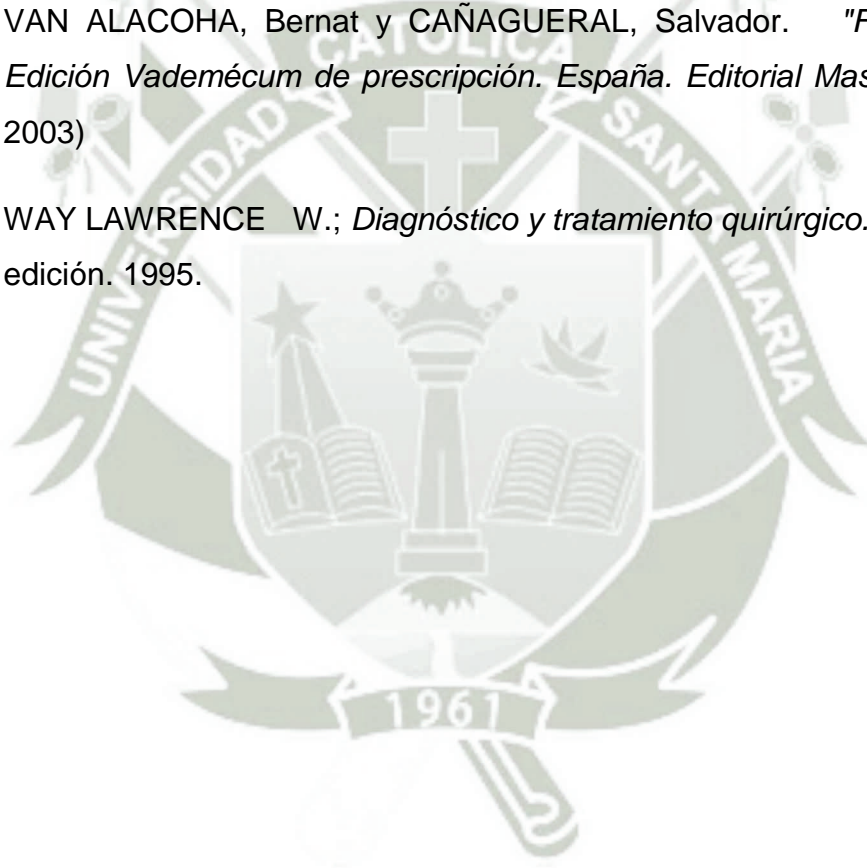 VAN ALACOHA, Bernat y CAÑAGUERAL, Salvador. "F
Edición Vademécum de prescripción. España. Editorial Mas
2003)
WAY LAWRENCE W.; Diagnóstico y tratamiento quirúrgico.
edición. 1995.
UNIVERSIDAD CATOLICA SANTA MARIA
1961